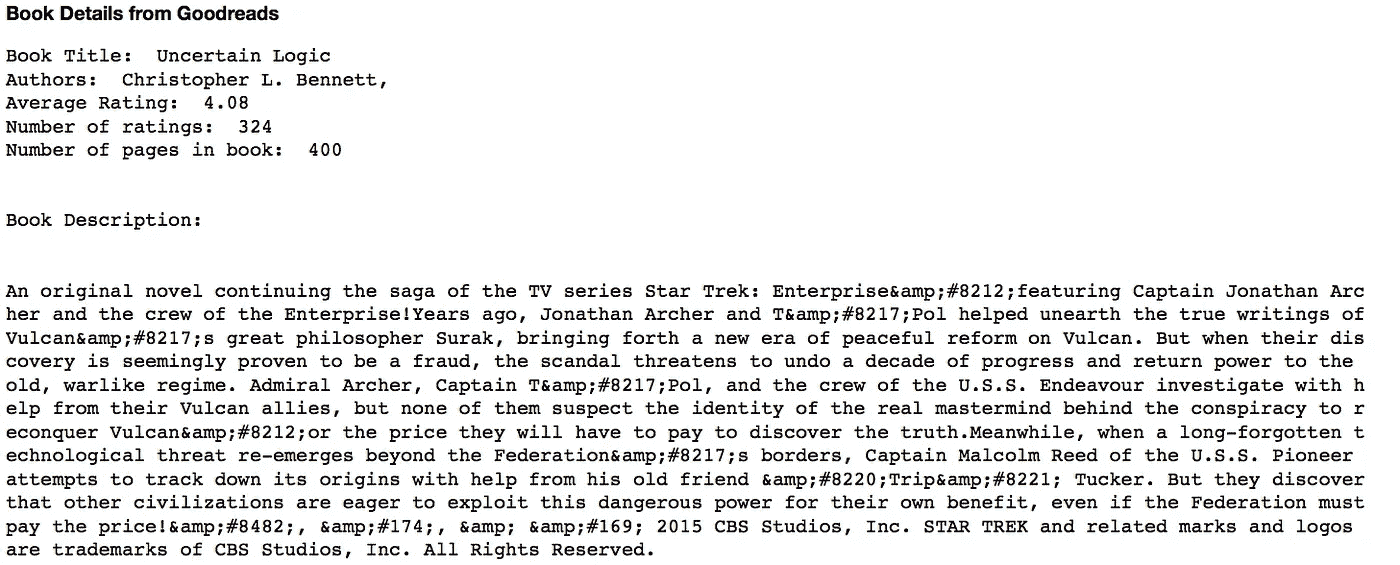 Book Details from Goodreads
Book Title:  Uncertain Logic
Authors:  Christopher L. Bennett,
Average Rating:  4.08
Number of ratings:  324
Number of pages in book:  400
Book Description:
An original novel continuing the saga of the TV series Star Trek: Enterprise&amp;#8212;featuring Captain Jonathan Arc
her and the crew of the Enterprise!Years ago, Jonathan Archer and T&amp;#8217;Pol helped unearth the true writings of
Vulcan&amp;#8217;s great philosopher Surak, bringing forth a new era of peaceful reform on Vulcan. But when their dis
covery is seemingly proven to be a fraud, the scandal threatens to undo a decade of progress and return power to the
old, warlike regime. Admiral Archer, Captain T&amp;#8217;Pol, and the crew of the U.S.S. Endeavour investigate with h
elp from their Vulcan allies, but none of them suspect the identity of the real mastermind behind the conspiracy to r
econquer Vulcan&amp;#8212;or the price they will have to pay to discover the truth.Meanwhile, when a long-forgotten t
echnological threat re-emerges beyond the Federation&amp;#8217;s borders, Captain Malcolm Reed of the U.S.S. Pioneer
attempts to track down its origins with help from his old friend &amp;#8220;Trip&amp;#8221; Tucker. But they discover
that other civilizations are eager to exploit this dangerous power for their own benefit, even if the Federation must
pay the price!&amp;#8482;, &amp;#174;, &amp; &amp;#169; 2015 CBS Studios, Inc. STAR TREK and related marks and logos
are trademarks of CBS Studios, Inc. All Rights Reserved.